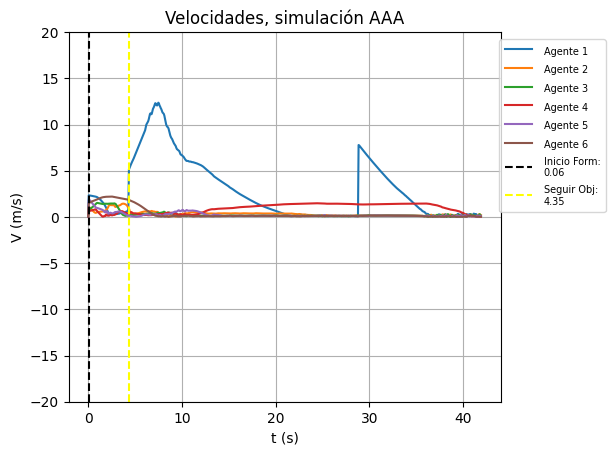 Velocidades, simulación AAA
V (m/s)
20
15
10
5
0
−5
−10
−15
−20
0
10
20
30
40
t (s)
Agente 1
Agente 2
Agente 3
Agente 4
Agente 5
Agente 6
Inicio Form:
0.06
Seguir Obj:
4.35